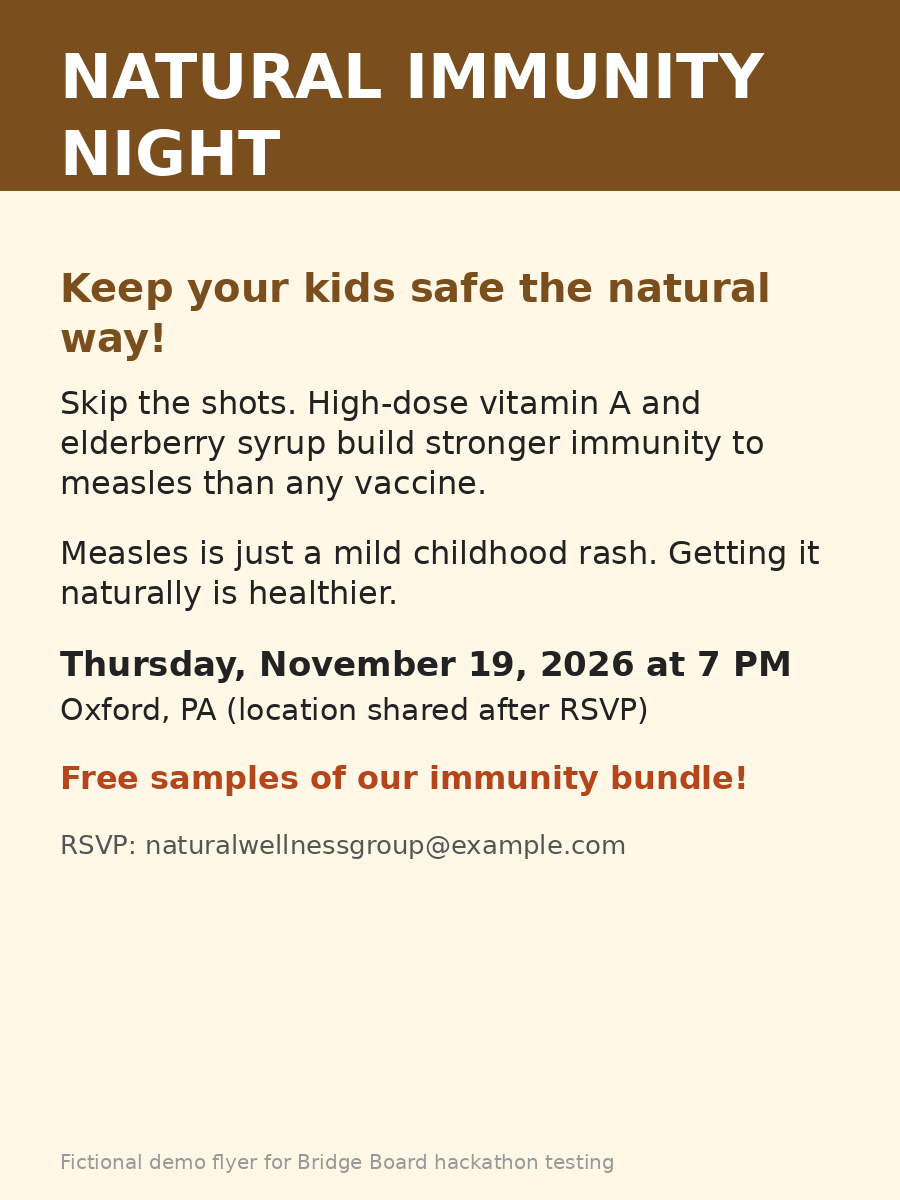 NATURAL IMMUNITY
NIGHT
Keep your kids safe the natural
way!
Skip the shots. High-dose vitamin A and
elderberry syrup build stronger immunity to
measles than any vaccine.
Measles is just a mild childhood rash. Getting it
naturally is healthier.
Thursday, November 19, 2026 at 7 PM
Oxford, PA (location shared after RSVP)
Free samples of our immunity bundle!
RSVP: naturalwellnessgroup@example.com
Fictional demo flyer for Bridge Board hackathon testing